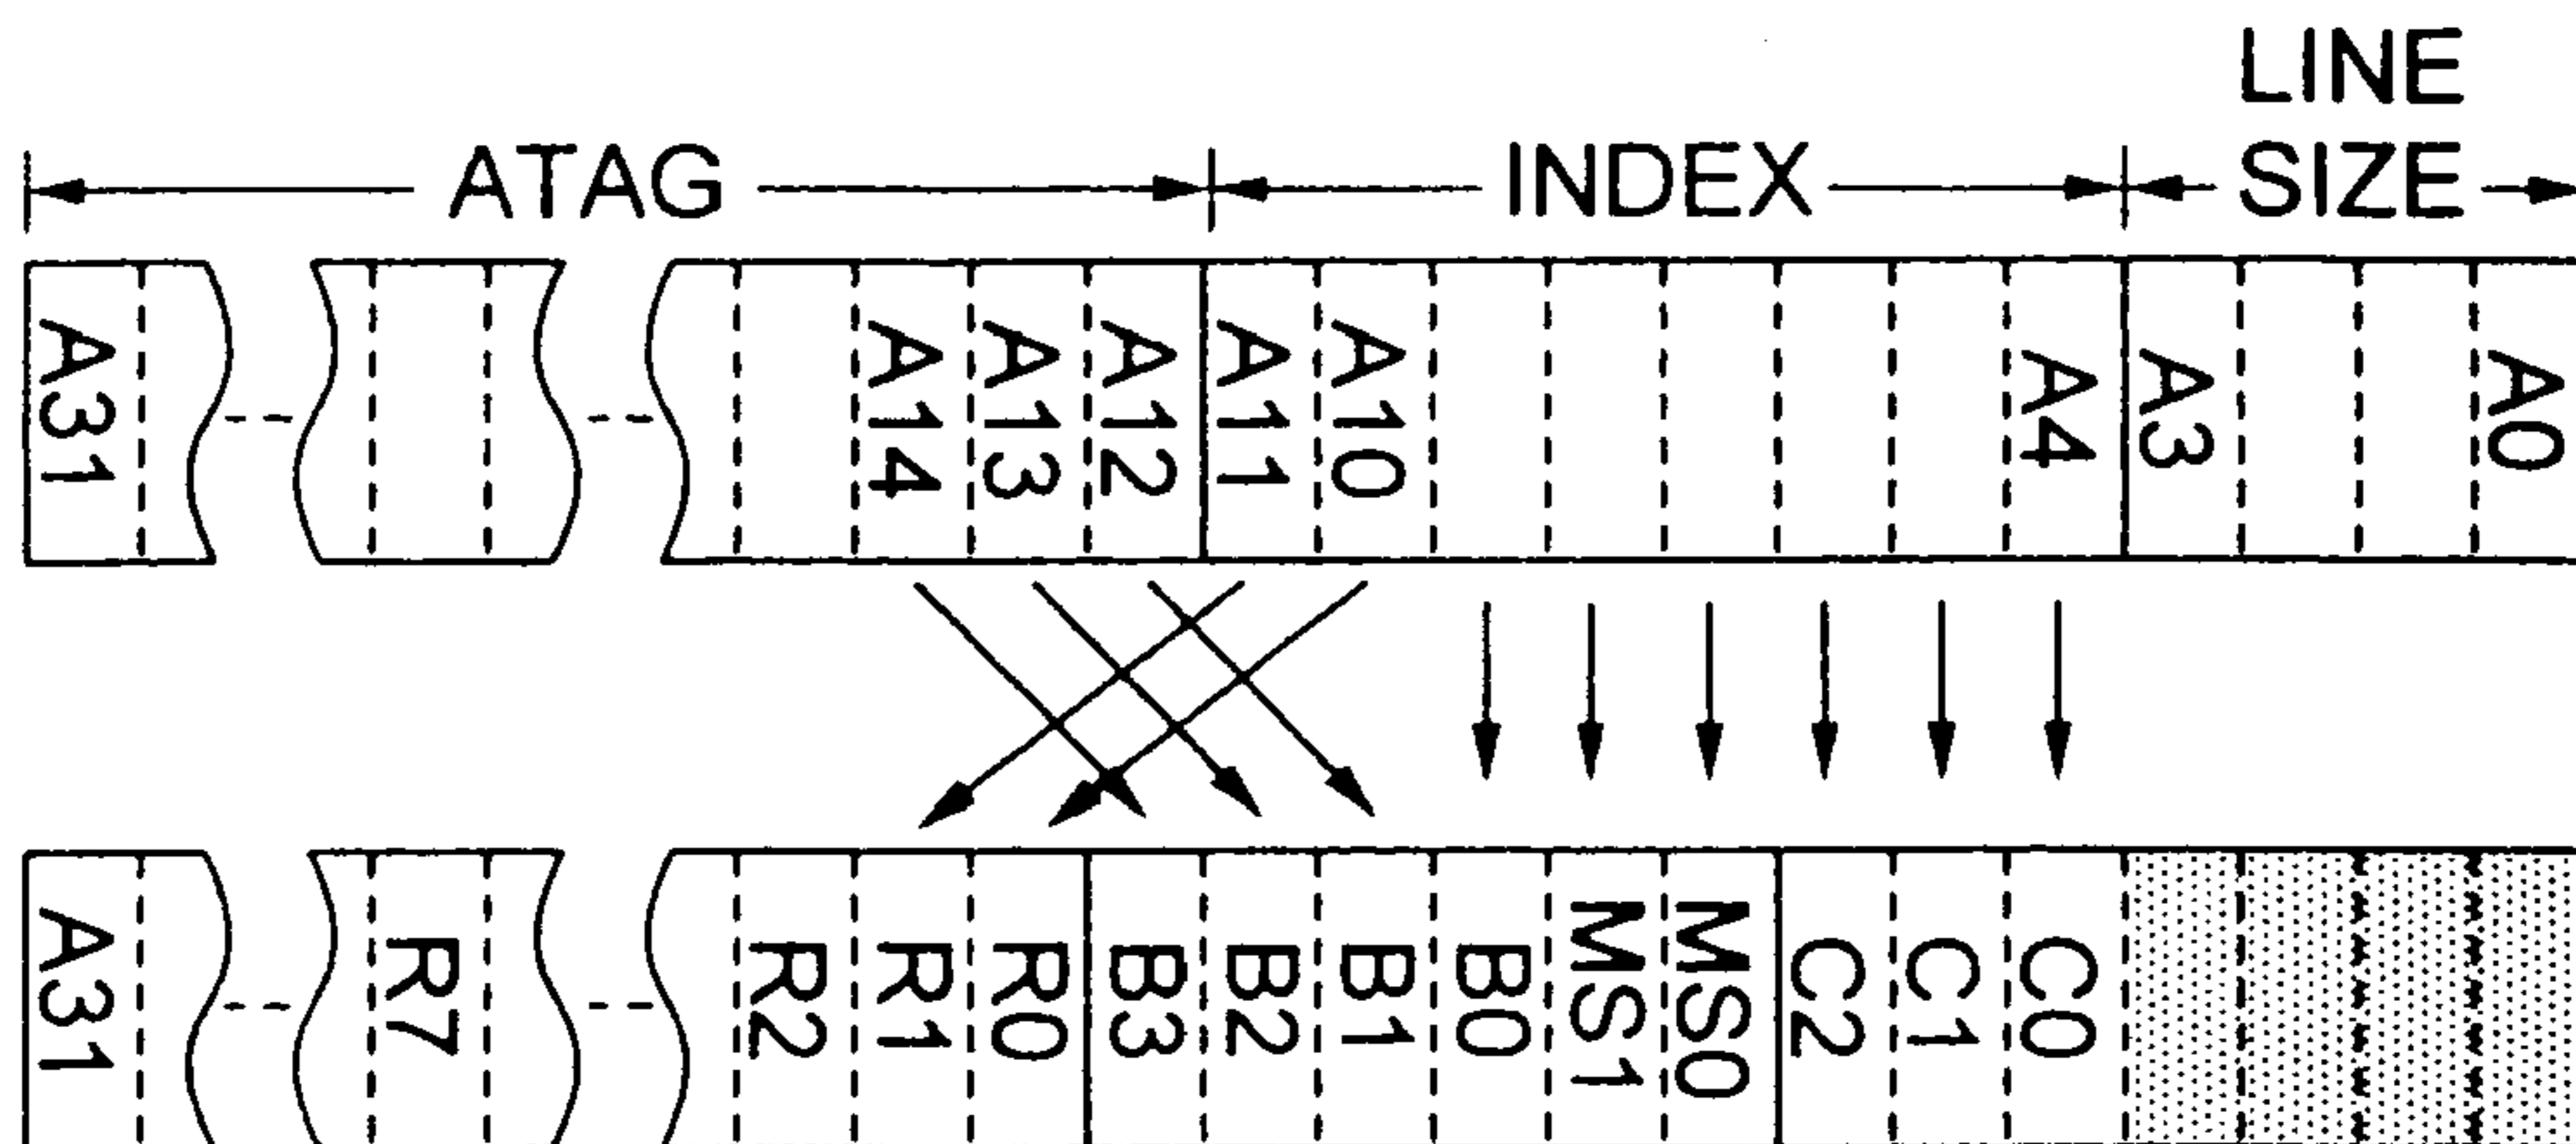 LINE
ATAG INDEX SIZE
A31 A14 A13 A12 A11 A10 A4 A3 A0
A31 R7 R2 R1 R0 B3 B2 B1 B0 MS1 MS0 C2 C1 C0